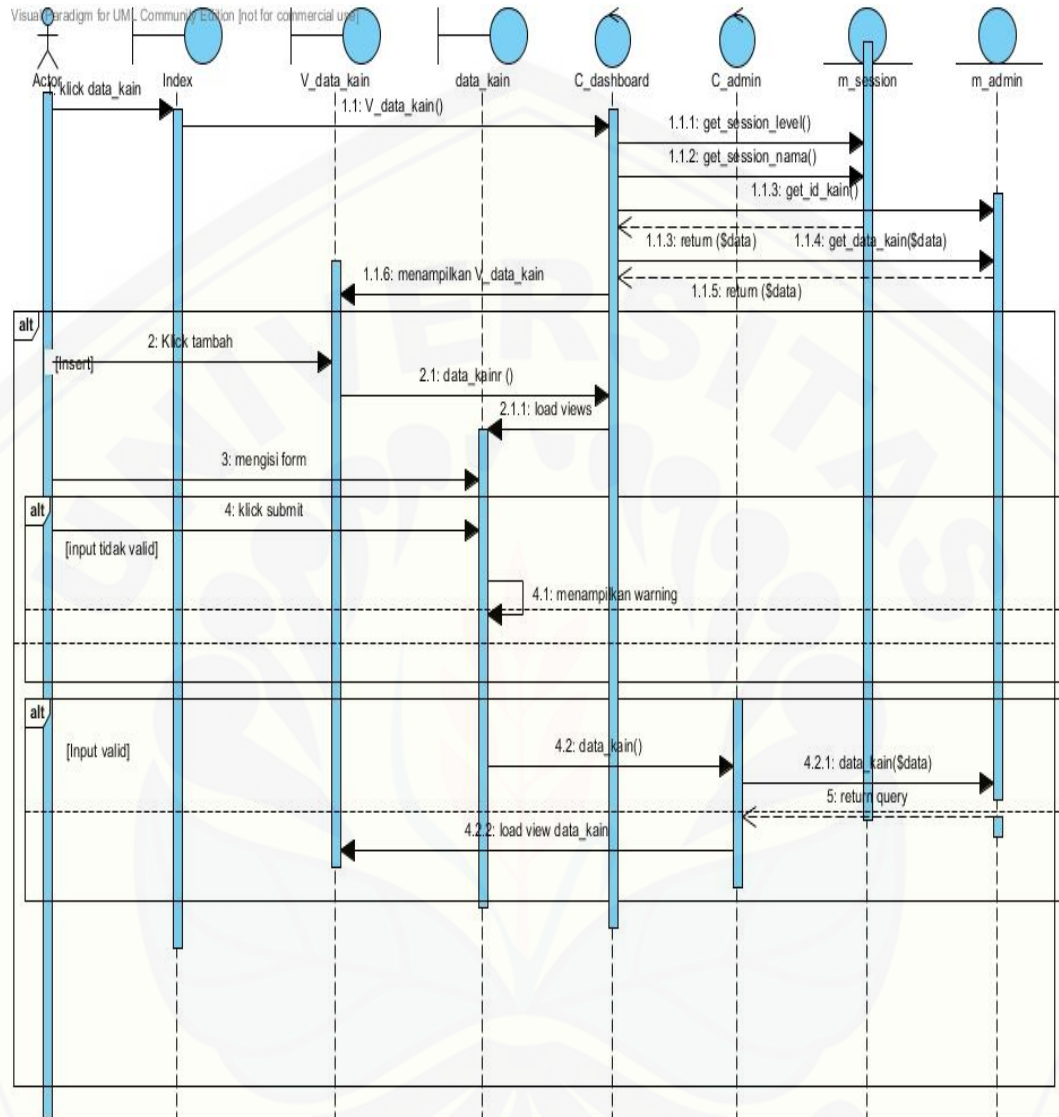 Visual Paradigm for UML Community Edition [not for commercial use]
Actor
Index
V_data_kain
data_kain
C_dashboard
C_admin
m_session
m_admin
: klick data_kain
1.1: V_data_kain()
1.1.1: get_session_level()
1.1.2: get_session_nama()
1.1.3: get_id_kain()
1.1.3: return ($data)
1.1.4: get_data_kain($data)
1.1.6: menampilkan V_data_kain
1.1.5: return ($data)
alt
2: Klick tambah
[Insert]
2.1: data_kainr ()
2.1.1: load views
3: mengisi form
alt
4: klick submit
[input tidak valid]
4.1: menampilkan warning
alt
[Input valid]
4.2: data_kain()
4.2.1: data_kain($data)
5: return query
4.2.2: load view data_kain
UNIVERSITAS